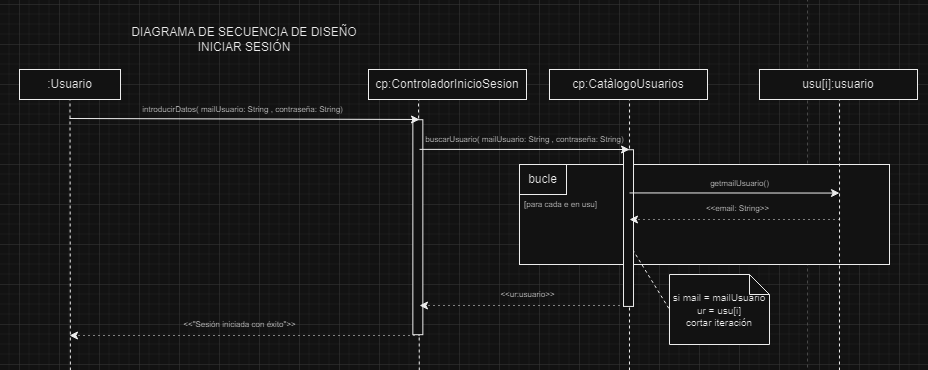 DIAGRAMA DE SECUENCIA DE DISEÑO
INICIAR SESIÓN
:Usuario
cp:ControladorInicioSesion
cp:CatàlogoUsuarios
usu[i]:usuario
introducirDatos( mailUsuario: String , contraseña: String)
buscarUsuario( mailUsuario: String , contraseña: String)
bucle
[para cada e en usu]
getmailUsuario()
<<email: String>>
<<ur:usuario>>
si mail = mailUsuario
ur = usu[i]
cortar iteración
<<"Sesión iniciada con éxito">>